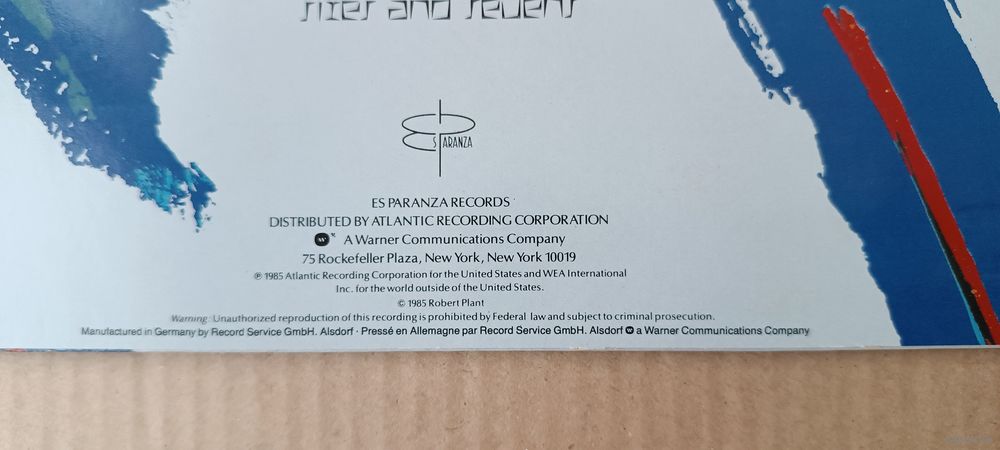 and sevens
ES PARANZA
ES PARANZA RECORDS
DISTRIBUTED BY ATLANTIC RECORDING CORPORATION
A Warner Communications Company
75 Rockefeller Plaza, New York, New York 10019
℗ 1985 Atlantic Recording Corporation for the United States and WEA International
Inc. for the world outside of the United States.
© 1985 Robert Plant
Warning: Unauthorized reproduction of this recording is prohibited by Federal law and subject to criminal prosecution.
Manufactured in Germany by Record Service GmbH. Alsdorf · Pressé en Allemagne par Record Service GmbH. Alsdorf a Warner Communications Company